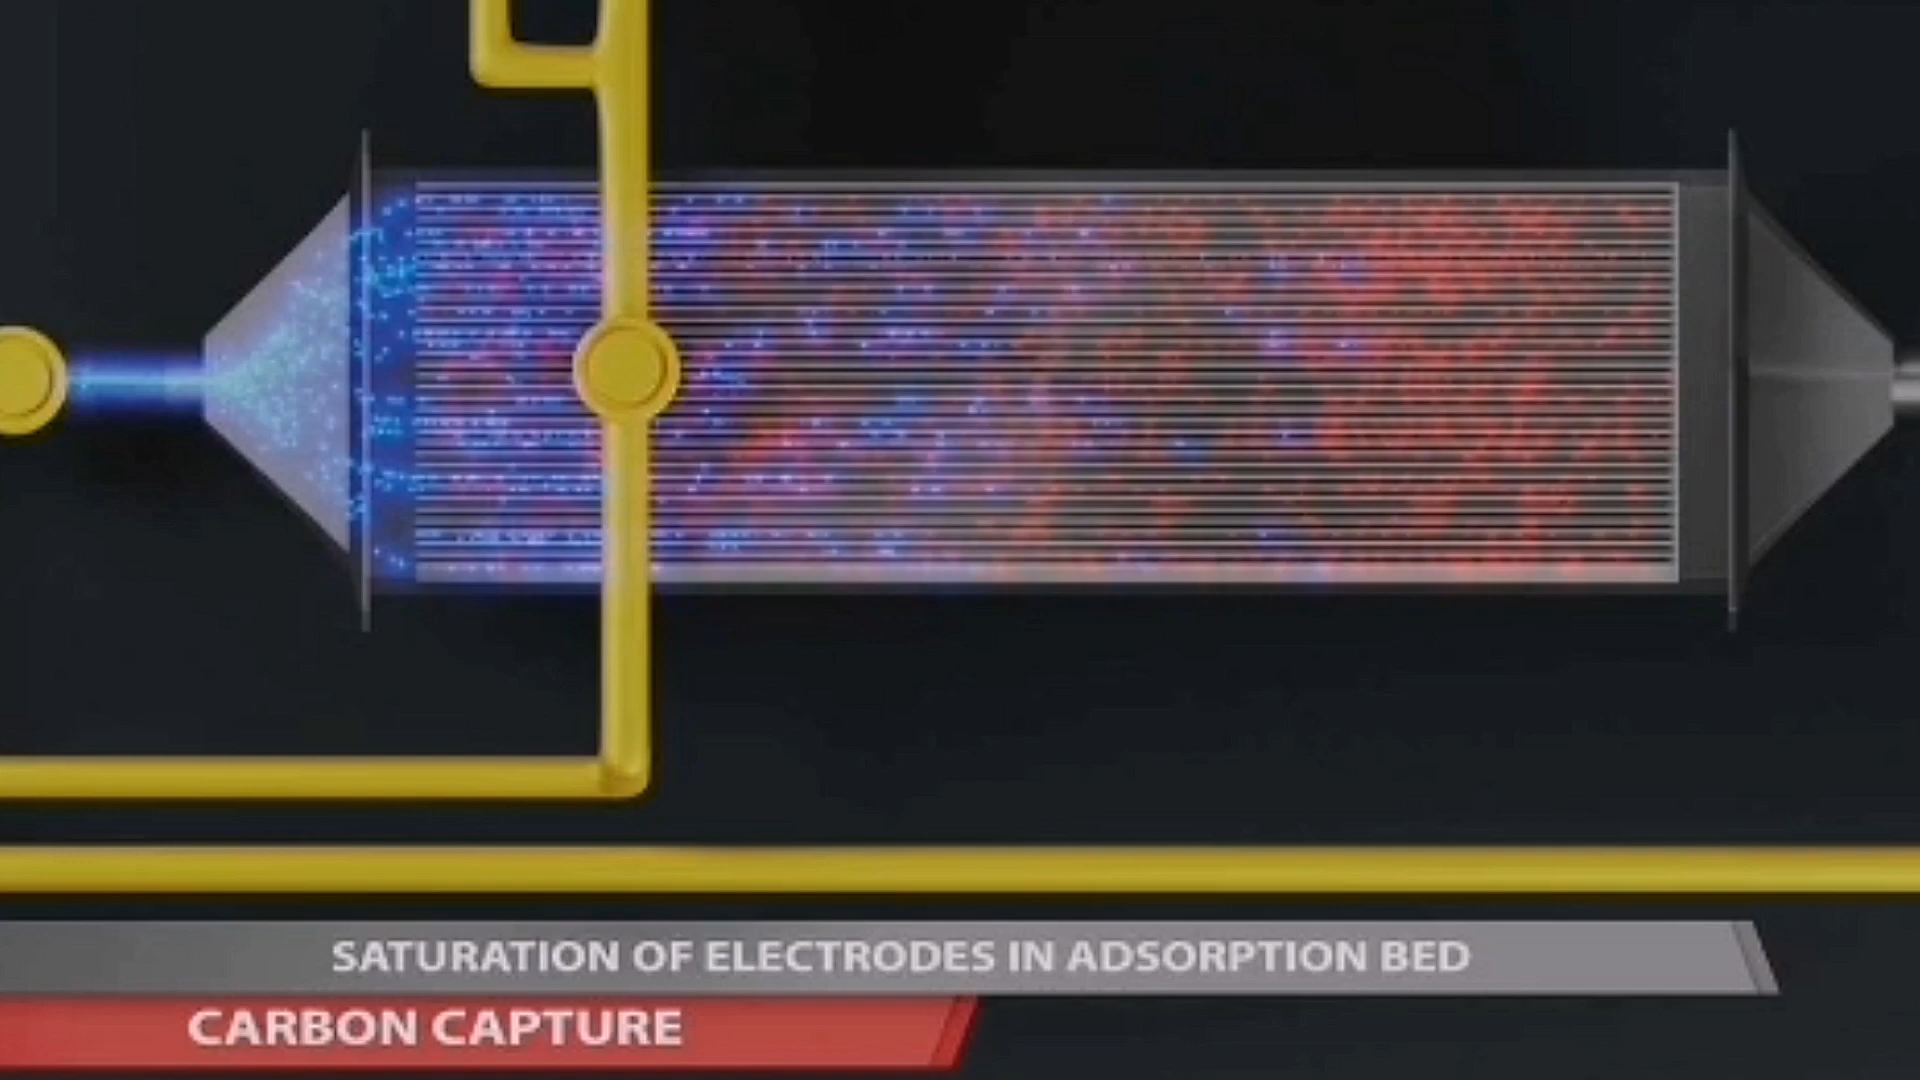 SATURATION OF ELECTRODES IN ADSORPTION BED
CARBON CAPTURE